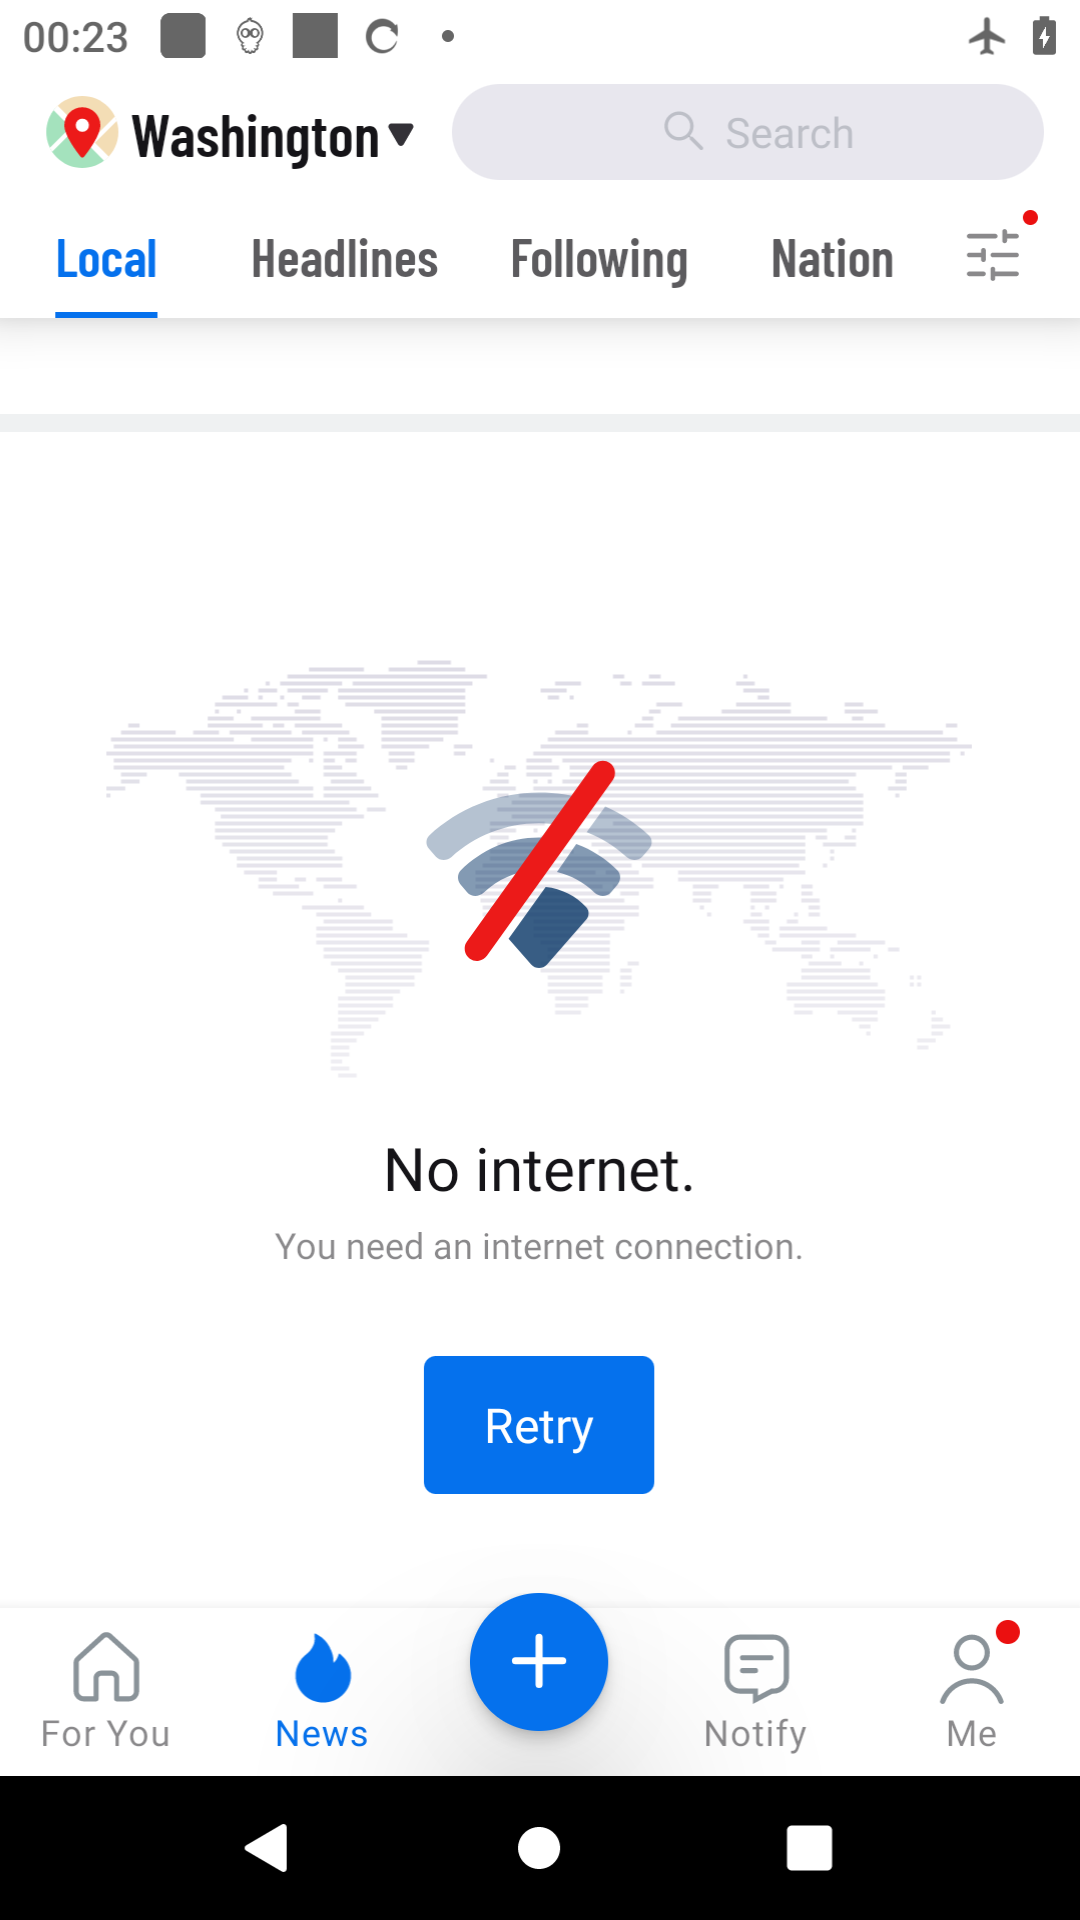 00:23
Washington
Search
Local
Headlines
Following
Nation
No internet.
You need an internet connection.
Retry
For You
News
Notify
Me